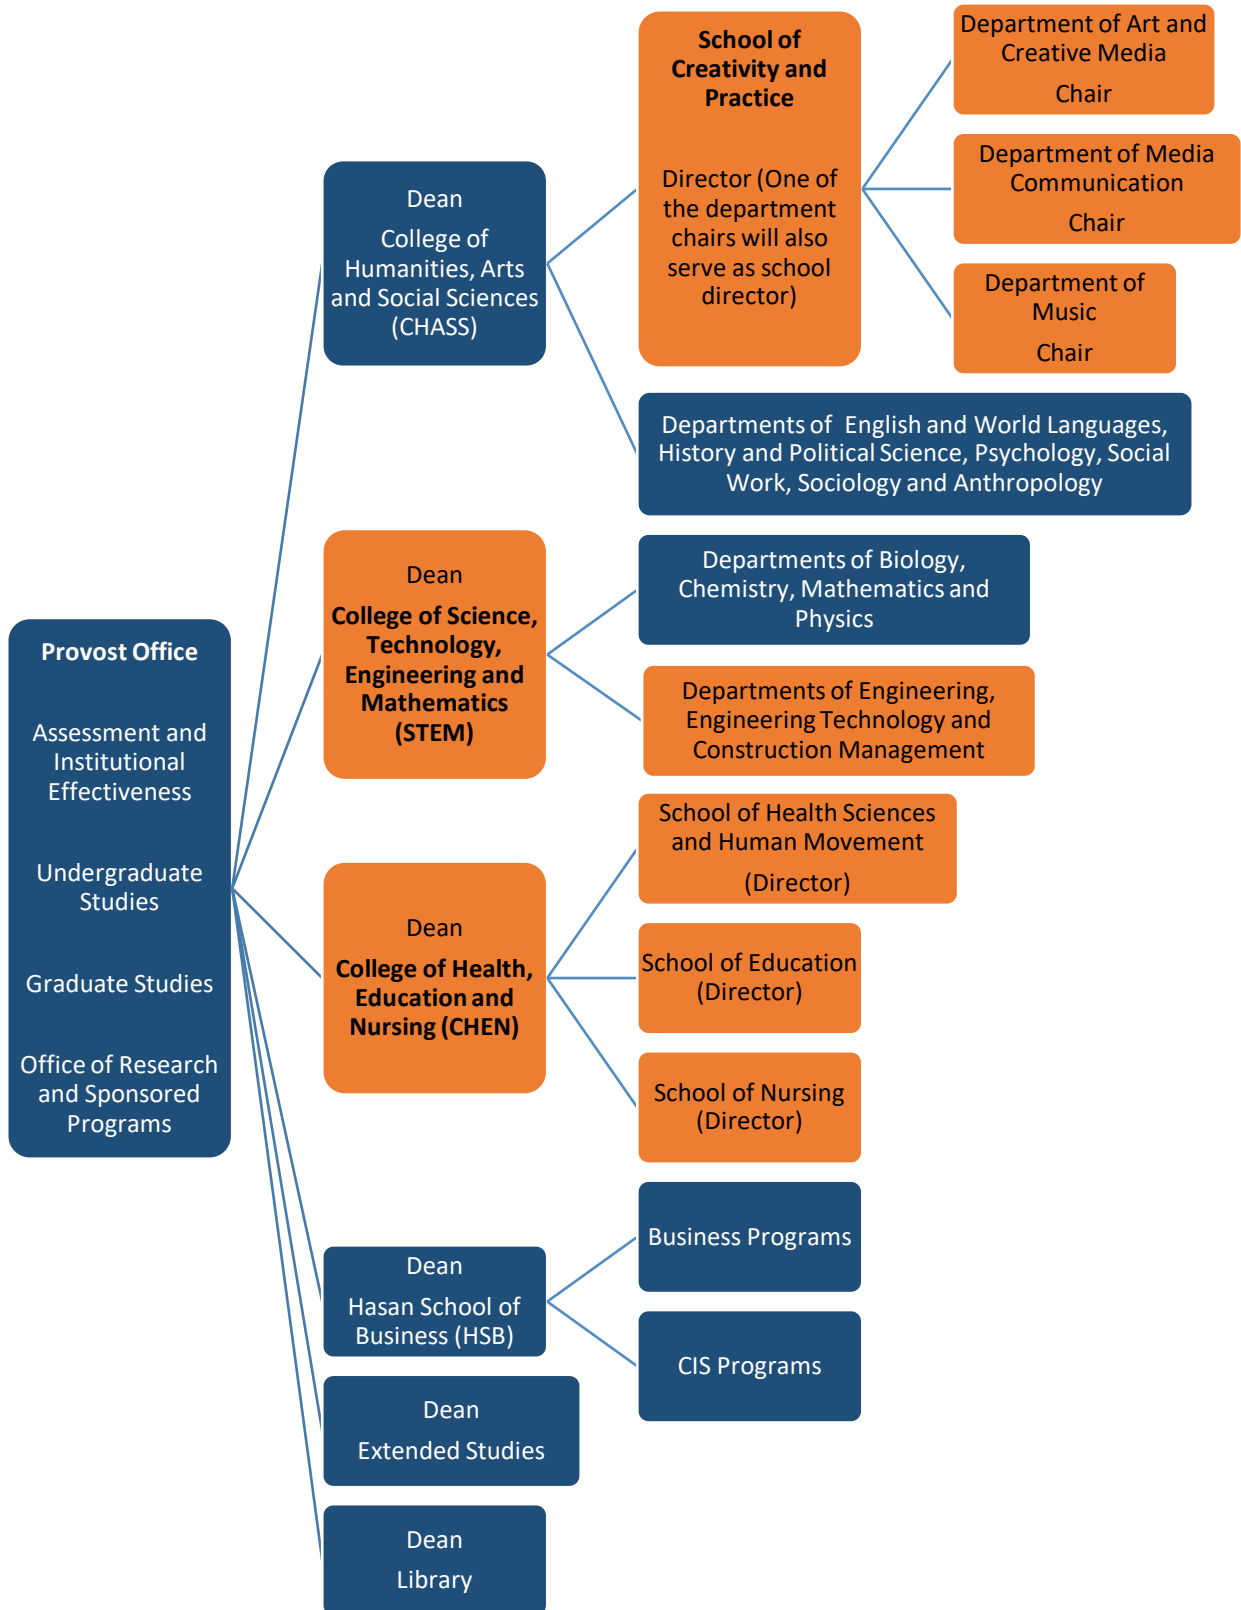 Provost Office
Assessment and
Institutional
Effectiveness
Undergraduate
Studies
Graduate Studies
Office of Research
and Sponsored
Programs
Dean
College of
Humanities, Arts
and Social Sciences
(CHASS)
School of
Creativity and
Practice
Director (One of
the department
chairs will also
serve as school
director)
Department of Art and
Creative Media
Chair
Department of Media
Communication
Chair
Department of
Music
Chair
Departments of English and World Languages,
History and Political Science, Psychology, Social
Work, Sociology and Anthropology
Dean
College of Science,
Technology,
Engineering and
Mathematics
(STEM)
Departments of Biology,
Chemistry, Mathematics and
Physics
Departments of Engineering,
Engineering Technology and
Construction Management
Dean
College of Health,
Education and
Nursing (CHEN)
School of Health Sciences
and Human Movement
(Director)
School of Education
(Director)
School of Nursing
(Director)
Dean
Hasan School of
Business (HSB)
Business Programs
CIS Programs
Dean
Extended Studies
Dean
Library